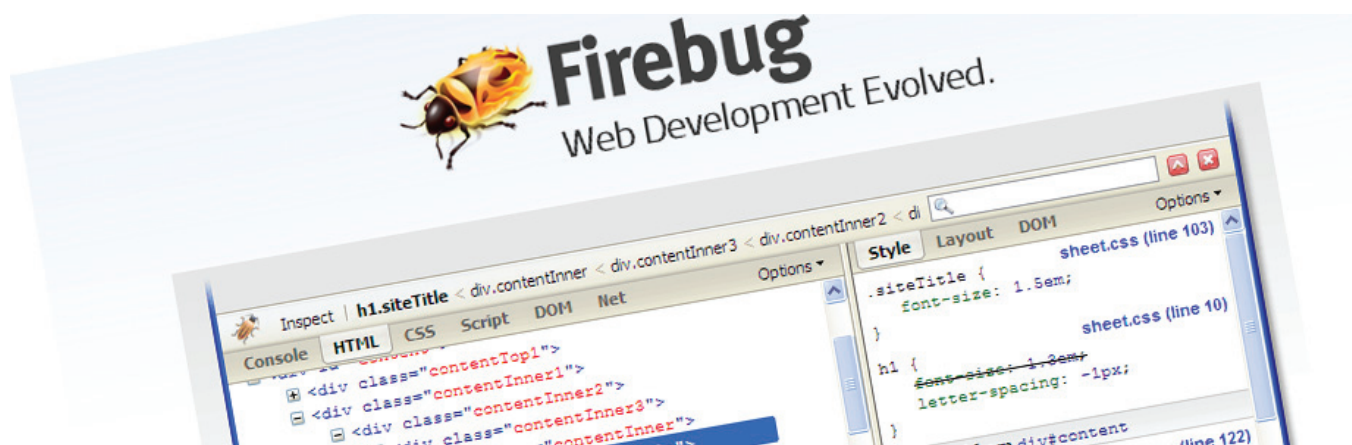 Firebug
Web Development Evolved.
Inspect | h1.siteTitle < div.contentInner < div.contentInner3 < div.contentInner2 < di
Console HTML CSS Script DOM Net Options
<div class="contentTop1">
<div class="contentInner1">
<div class="contentInner2">
<div class="contentInner3">
"contentInner">
Style Layout DOM Options
sheet.css (line 103)
.siteTitle {
font-size: 1.5em;
}
sheet.css (line 10)
h1 {
font-size: 1.3em;
letter-spacing: -1px;
}
div#content
(line 122)